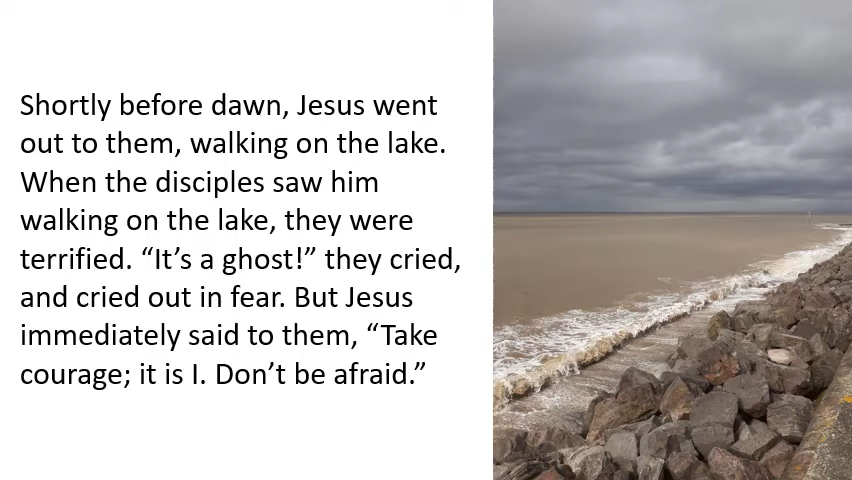 Shortly before dawn, Jesus went
out to them, walking on the lake.
When the disciples saw him
walking on the lake, they were
terrified. “It’s a ghost!” they cried,
and cried out in fear. But Jesus
immediately said to them, “Take
courage; it is I. Don’t be afraid.”